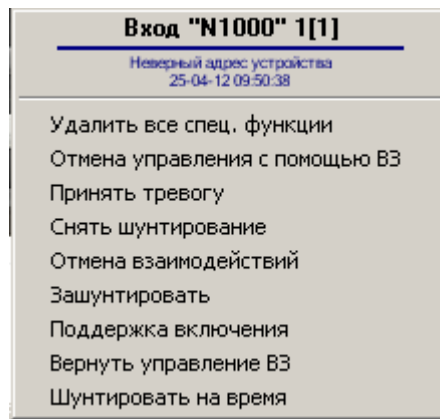 Вход "N1000" 1[1]
Неверный адрес устройства
25-04-12 09:50:38
Удалить все спец. функции
Отмена управления с помощью ВЗ
Принять тревогу
Снять шунтирование
Отмена взаимодействий
Зашунтировать
Поддержка включения
Вернуть управление ВЗ
Шунтировать на время